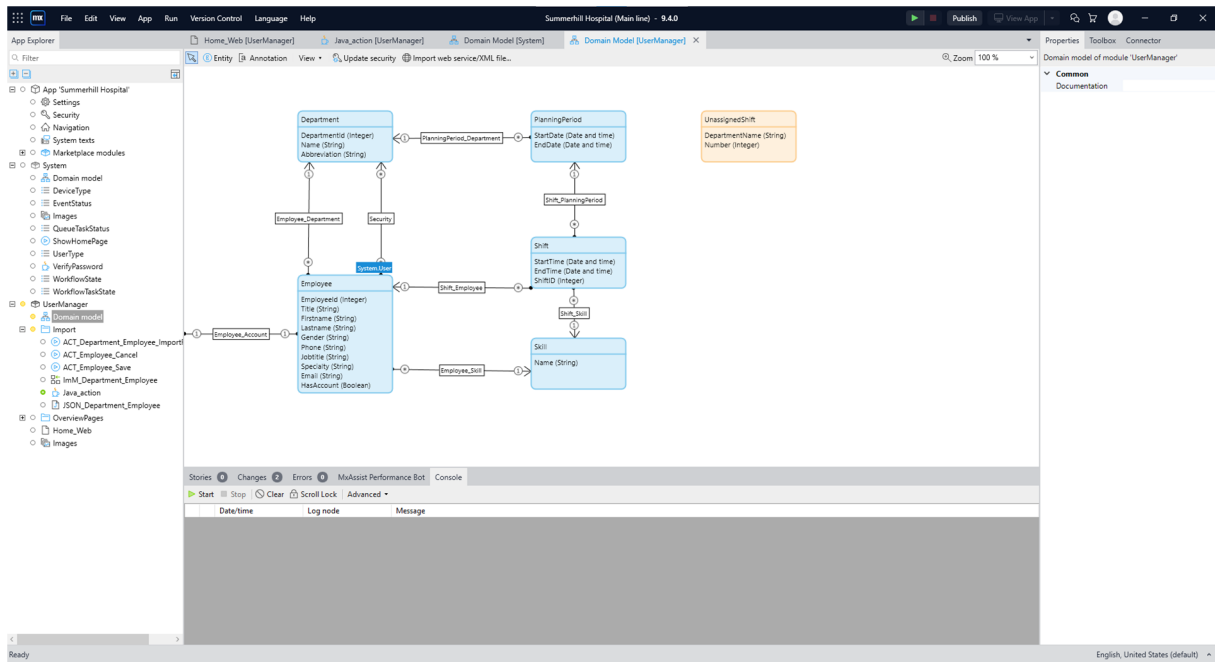 mx File Edit View App Run Version Control Language Help Summerhill Hospital (Main line) - 9.4.0 Publish View App
App Explorer Home_Web [UserManager] Java_action [UserManager] Domain Model [System] Domain Model [UserManager] Properties Toolbox Connector
Filter Entity Annotation View Update security Import web service/XML file... Zoom 100 % Domain model of module 'UserManager'
Common
Documentation
App 'Summerhill Hospital'
Settings
Security
Navigation
System texts
Marketplace modules
System
Domain model
DeviceType
EventStatus
Images
QueueTaskStatus
ShowHomePage
UserType
VerifyPassword
WorkflowState
WorkflowTaskState
UserManager
Domain model
Import
ACT_Department_Employee_Import
ACT_Employee_Cancel
ACT_Employee_Save
ImM_Department_Employee
Java_action
JSON_Department_Employee
OverviewPages
Home_Web
Images
Department
DepartmentId (Integer)
Name (String)
Abbreviation (String)
1 PlanningPeriod_Department *
PlanningPeriod
StartDate (Date and time)
EndDate (Date and time)
UnassignedShift
DepartmentName (String)
Number (Integer)
1 * 1
Shift_PlanningPeriod
Employee_Department Security
* * *
System.User
Shift
StartTime (Date and time)
EndTime (Date and time)
ShiftID (Integer)
Employee
EmployeeId (Integer)
Title (String)
Firstname (String)
Lastname (String)
Gender (String)
Phone (String)
Jobtitle (String)
Specialty (String)
Email (String)
HasAccount (Boolean)
1 Shift_Employee *
*
Shift_Skill
1
1 Employee_Account 1
Skill
Name (String)
* Employee_Skill 1
Stories 0 Changes 2 Errors 0 MxAssist Performance Bot Console
Start Stop Clear Scroll Lock Advanced
Date/time Log node Message
Ready English, United States (default)